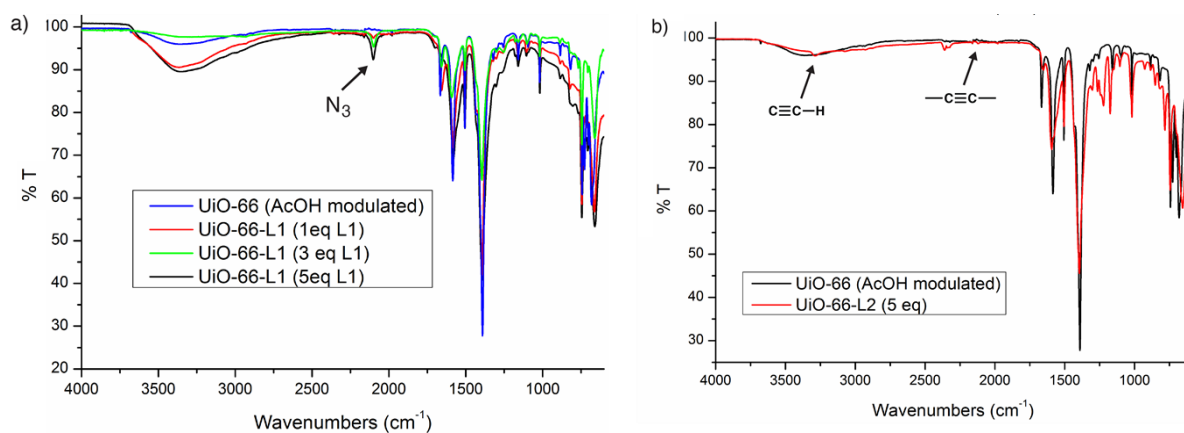 a)
100
90
80
70
60
50
40
30
20
% T
N₃
UiO-66 (AcOH modulated)
UiO-66-L1 (1eq L1)
UiO-66-L1 (3 eq L1)
UiO-66-L1 (5eq L1)
4000 3500 3000 2500 2000 1500 1000
Wavenumbers (cm⁻¹)
b)
100
90
80
70
60
50
40
30
% T
C≡C−H
−C≡C−
UiO-66 (AcOH modulated)
UiO-66-L2 (5 eq)
4000 3500 3000 2500 2000 1500 1000
Wavenumbers (cm⁻¹)